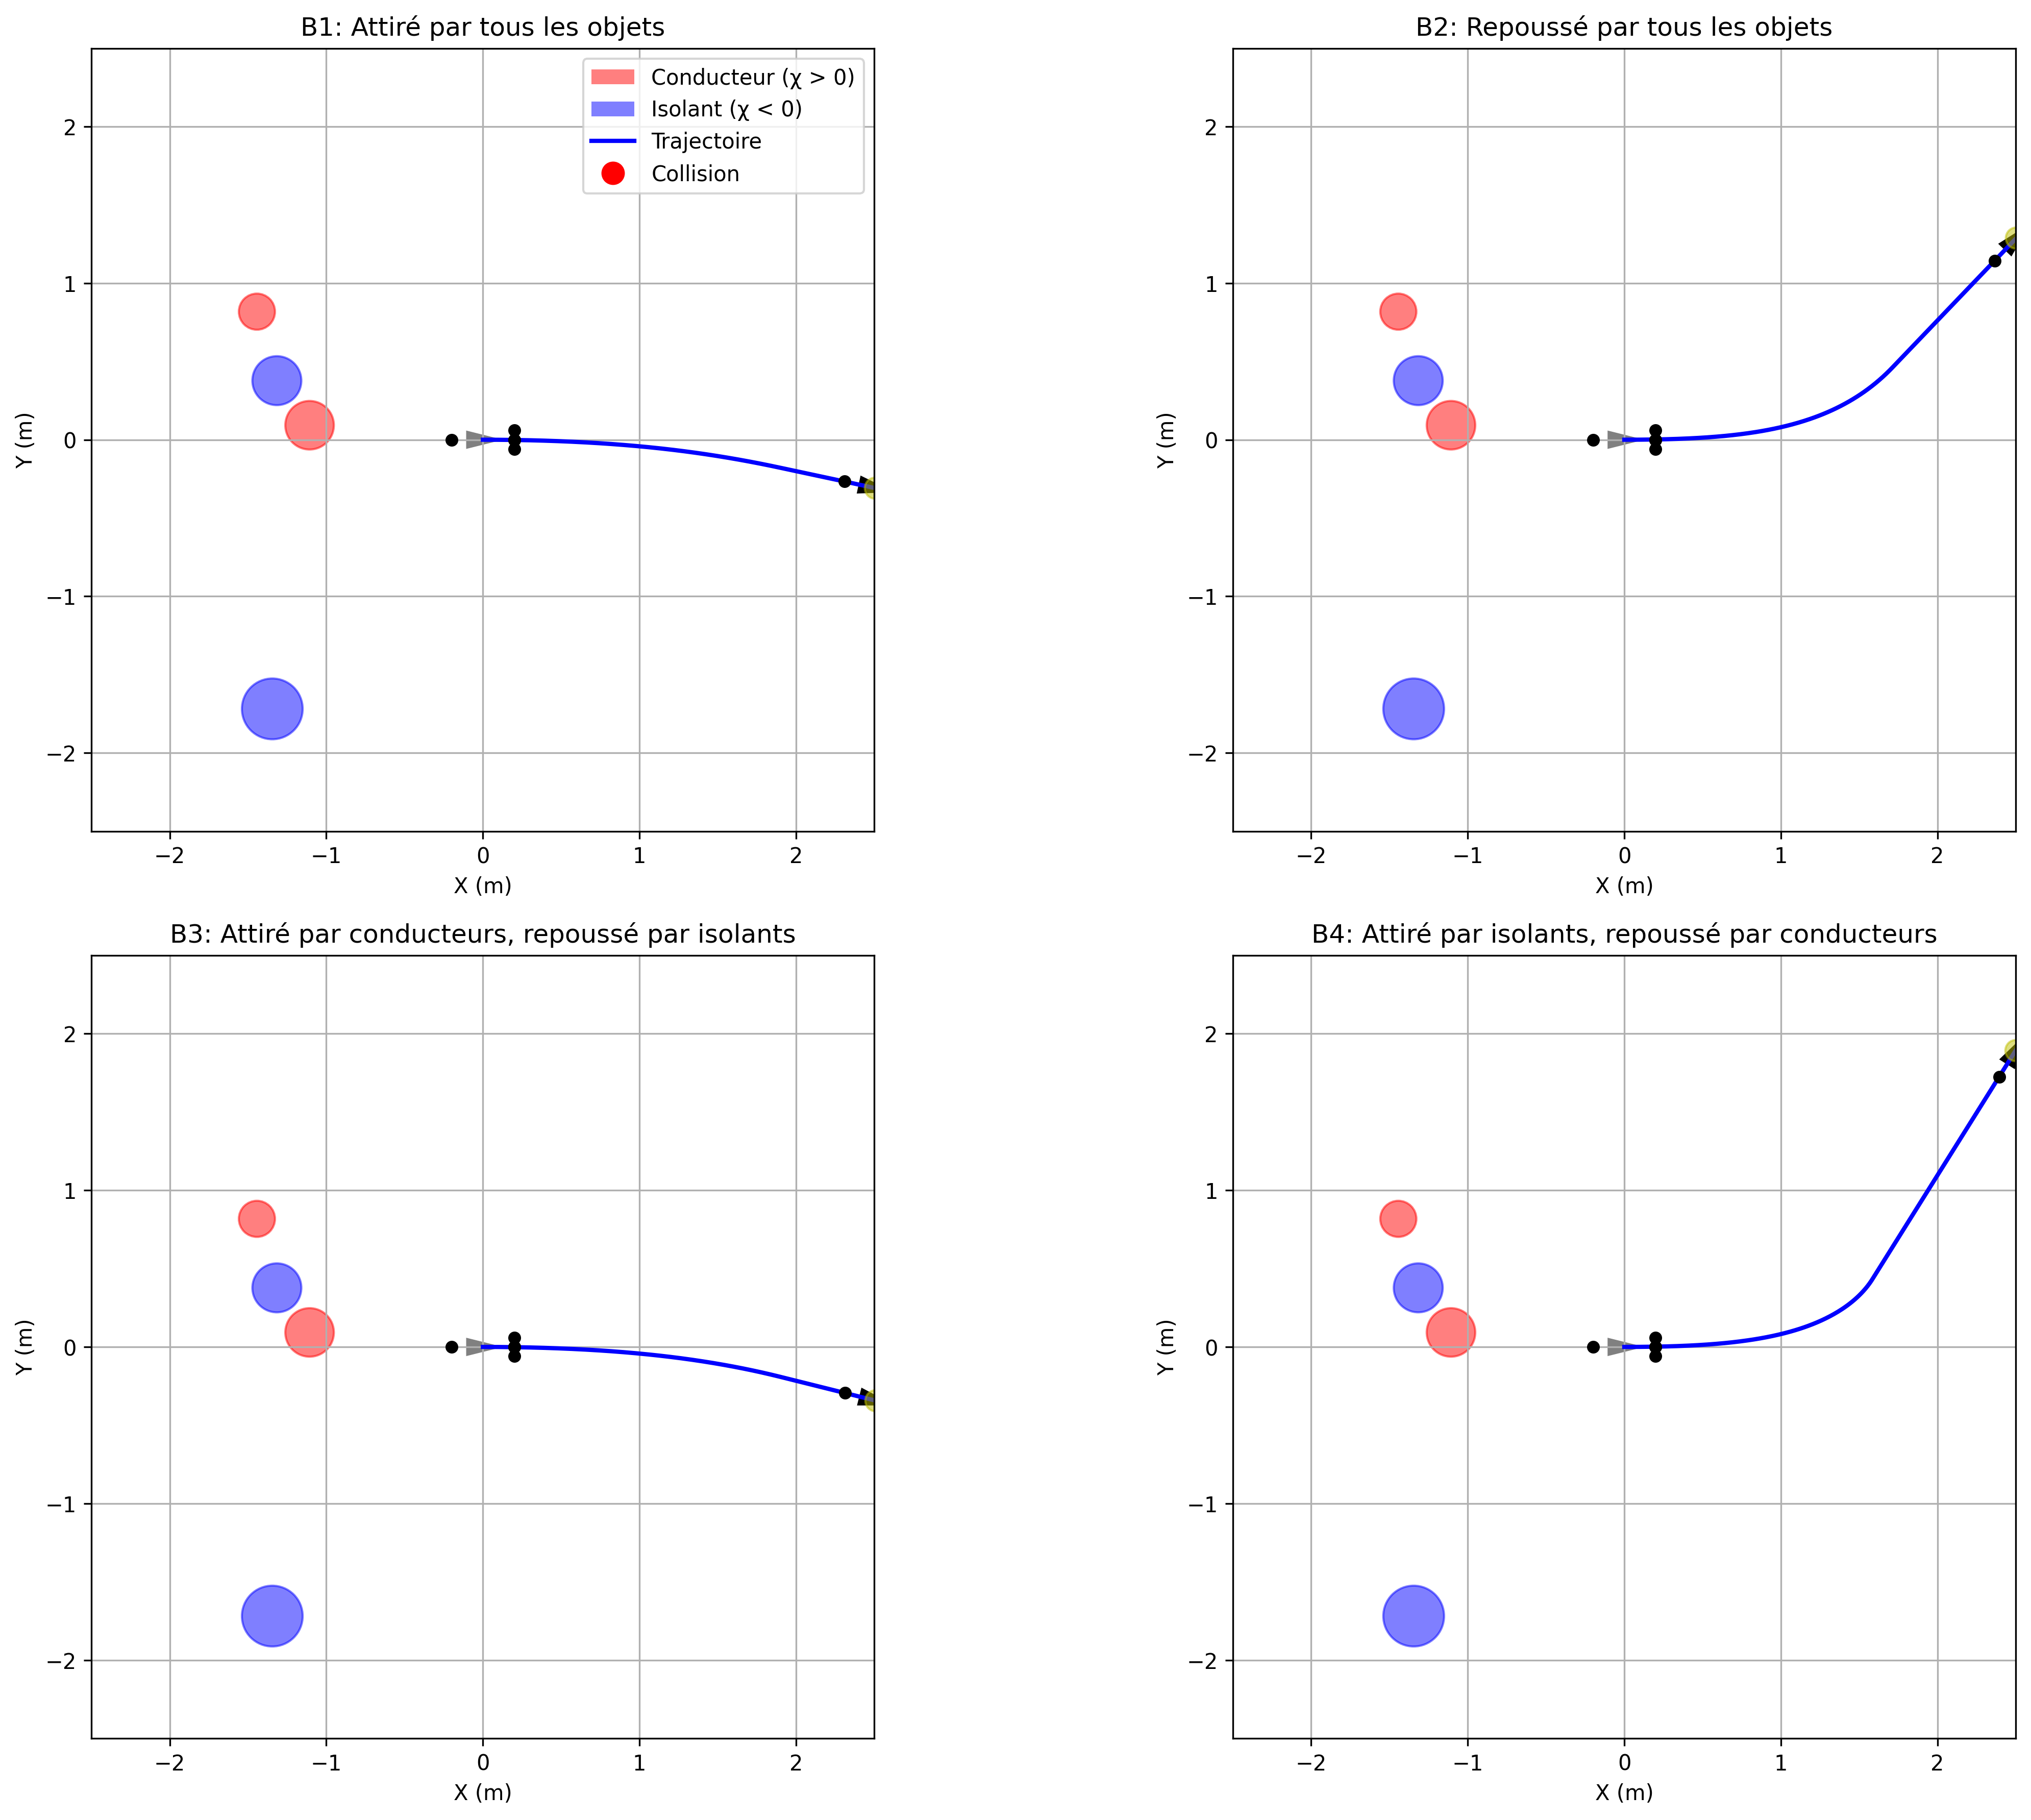 B1: Attiré par tous les objets
Conducteur (χ > 0)
Isolant (χ < 0)
Trajectoire
Collision
2
1
0
−1
−2
Y (m)
−2
−1
0
1
2
X (m)
B2: Repoussé par tous les objets
2
1
0
−1
−2
Y (m)
−2
−1
0
1
2
X (m)
B3: Attiré par conducteurs, repoussé par isolants
2
1
0
−1
−2
Y (m)
−2
−1
0
1
2
X (m)
B4: Attiré par isolants, repoussé par conducteurs
2
1
0
−1
−2
Y (m)
−2
−1
0
1
2
X (m)